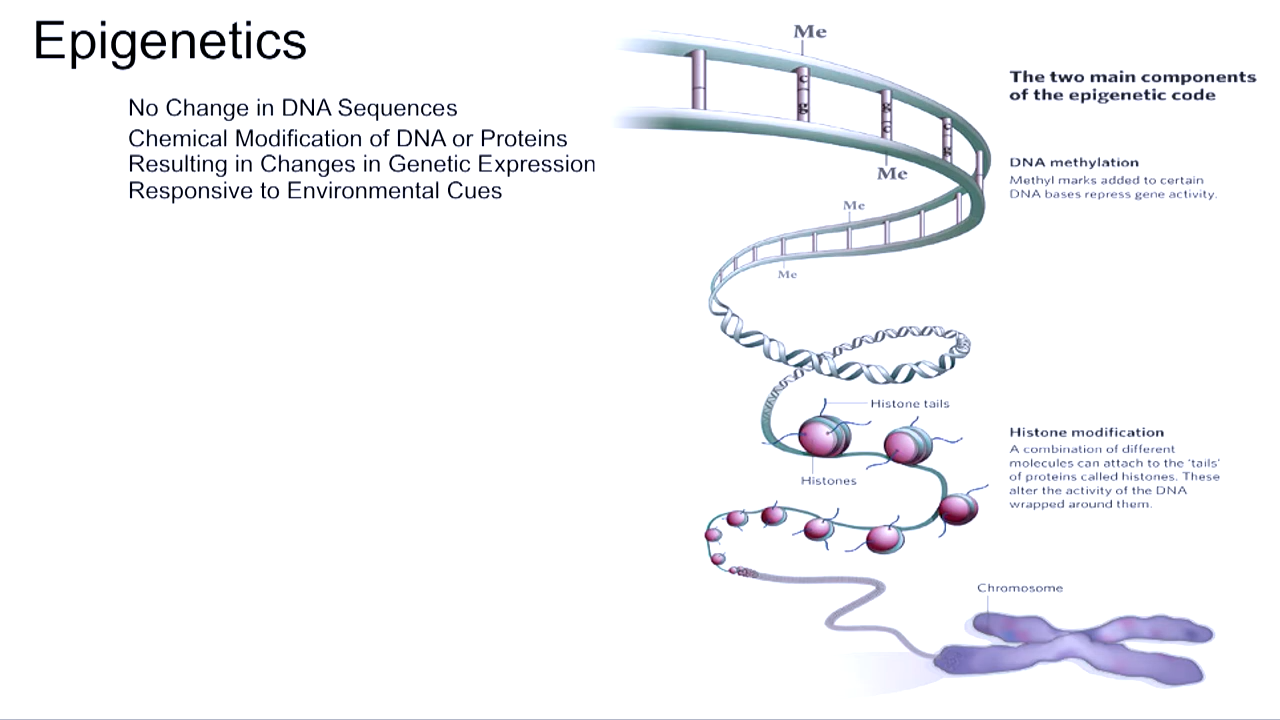 Epigenetics
No Change in DNA Sequences
Chemical Modification of DNA or Proteins
Resulting in Changes in Genetic Expression
Responsive to Environmental Cues
Me
c
g
g
c
c
g
Me
Me
Me
The two main components
of the epigenetic code
DNA methylation
Methyl marks added to certain
DNA bases repress gene activity.
Histone tails
Histones
Histone modification
A combination of different
molecules can attach to the 'tails'
of proteins called histones. These
alter the activity of the DNA
wrapped around them.
Chromosome